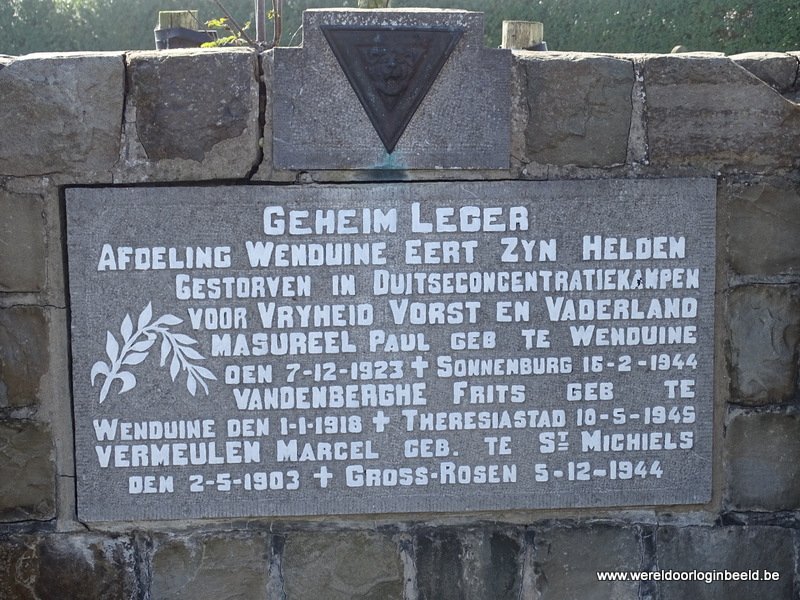 GEHEIM LEGER
AFDELING WENDUINE EERT ZYN HELDEN
GESTORVEN IN DUITSECONCENTRATIEKAMPEN
VOOR VRYHEID VORST EN VADERLAND
MASUREEL PAUL GEB TE WENDUINE
DEN 7-12-1923 + SONNENBURG 16-2-1944
VANDENBERGHE FRITS GEB TE
WENDUINE DEN 1-1-1918 + THERESIASTAD 10-5-1945
VERMEULEN MARCEL GEB. TE ST MICHIELS
DEN 2-5-1903 + GROSS-ROSEN 5-12-1944
www.wereldoorloginbeeld.be